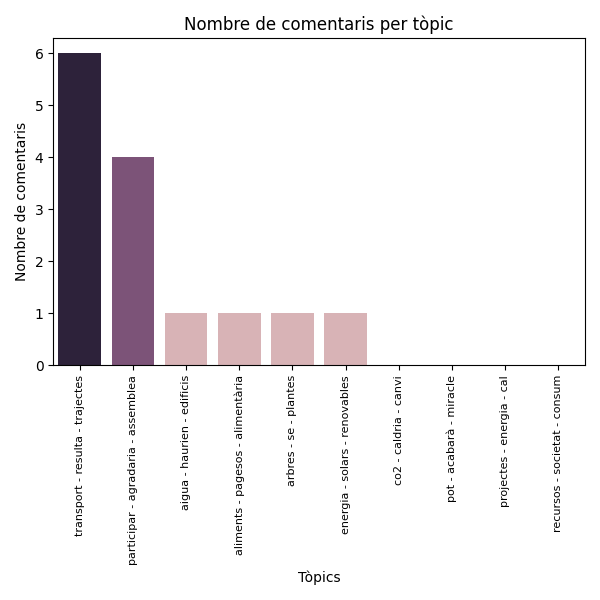 Nombre de comentaris per tòpic
Nombre de comentaris
6
5
4
3
2
1
0
transport - resulta - trajectes
participar - agradaria - assemblea
aigua - haurien - edificis
aliments - pagesos - alimentària
arbres - se - plantes
energia - solars - renovables
co2 - caldria - canvi
pot - acabarà - miracle
projectes - energia - cal
recursos - societat - consum
Tòpics